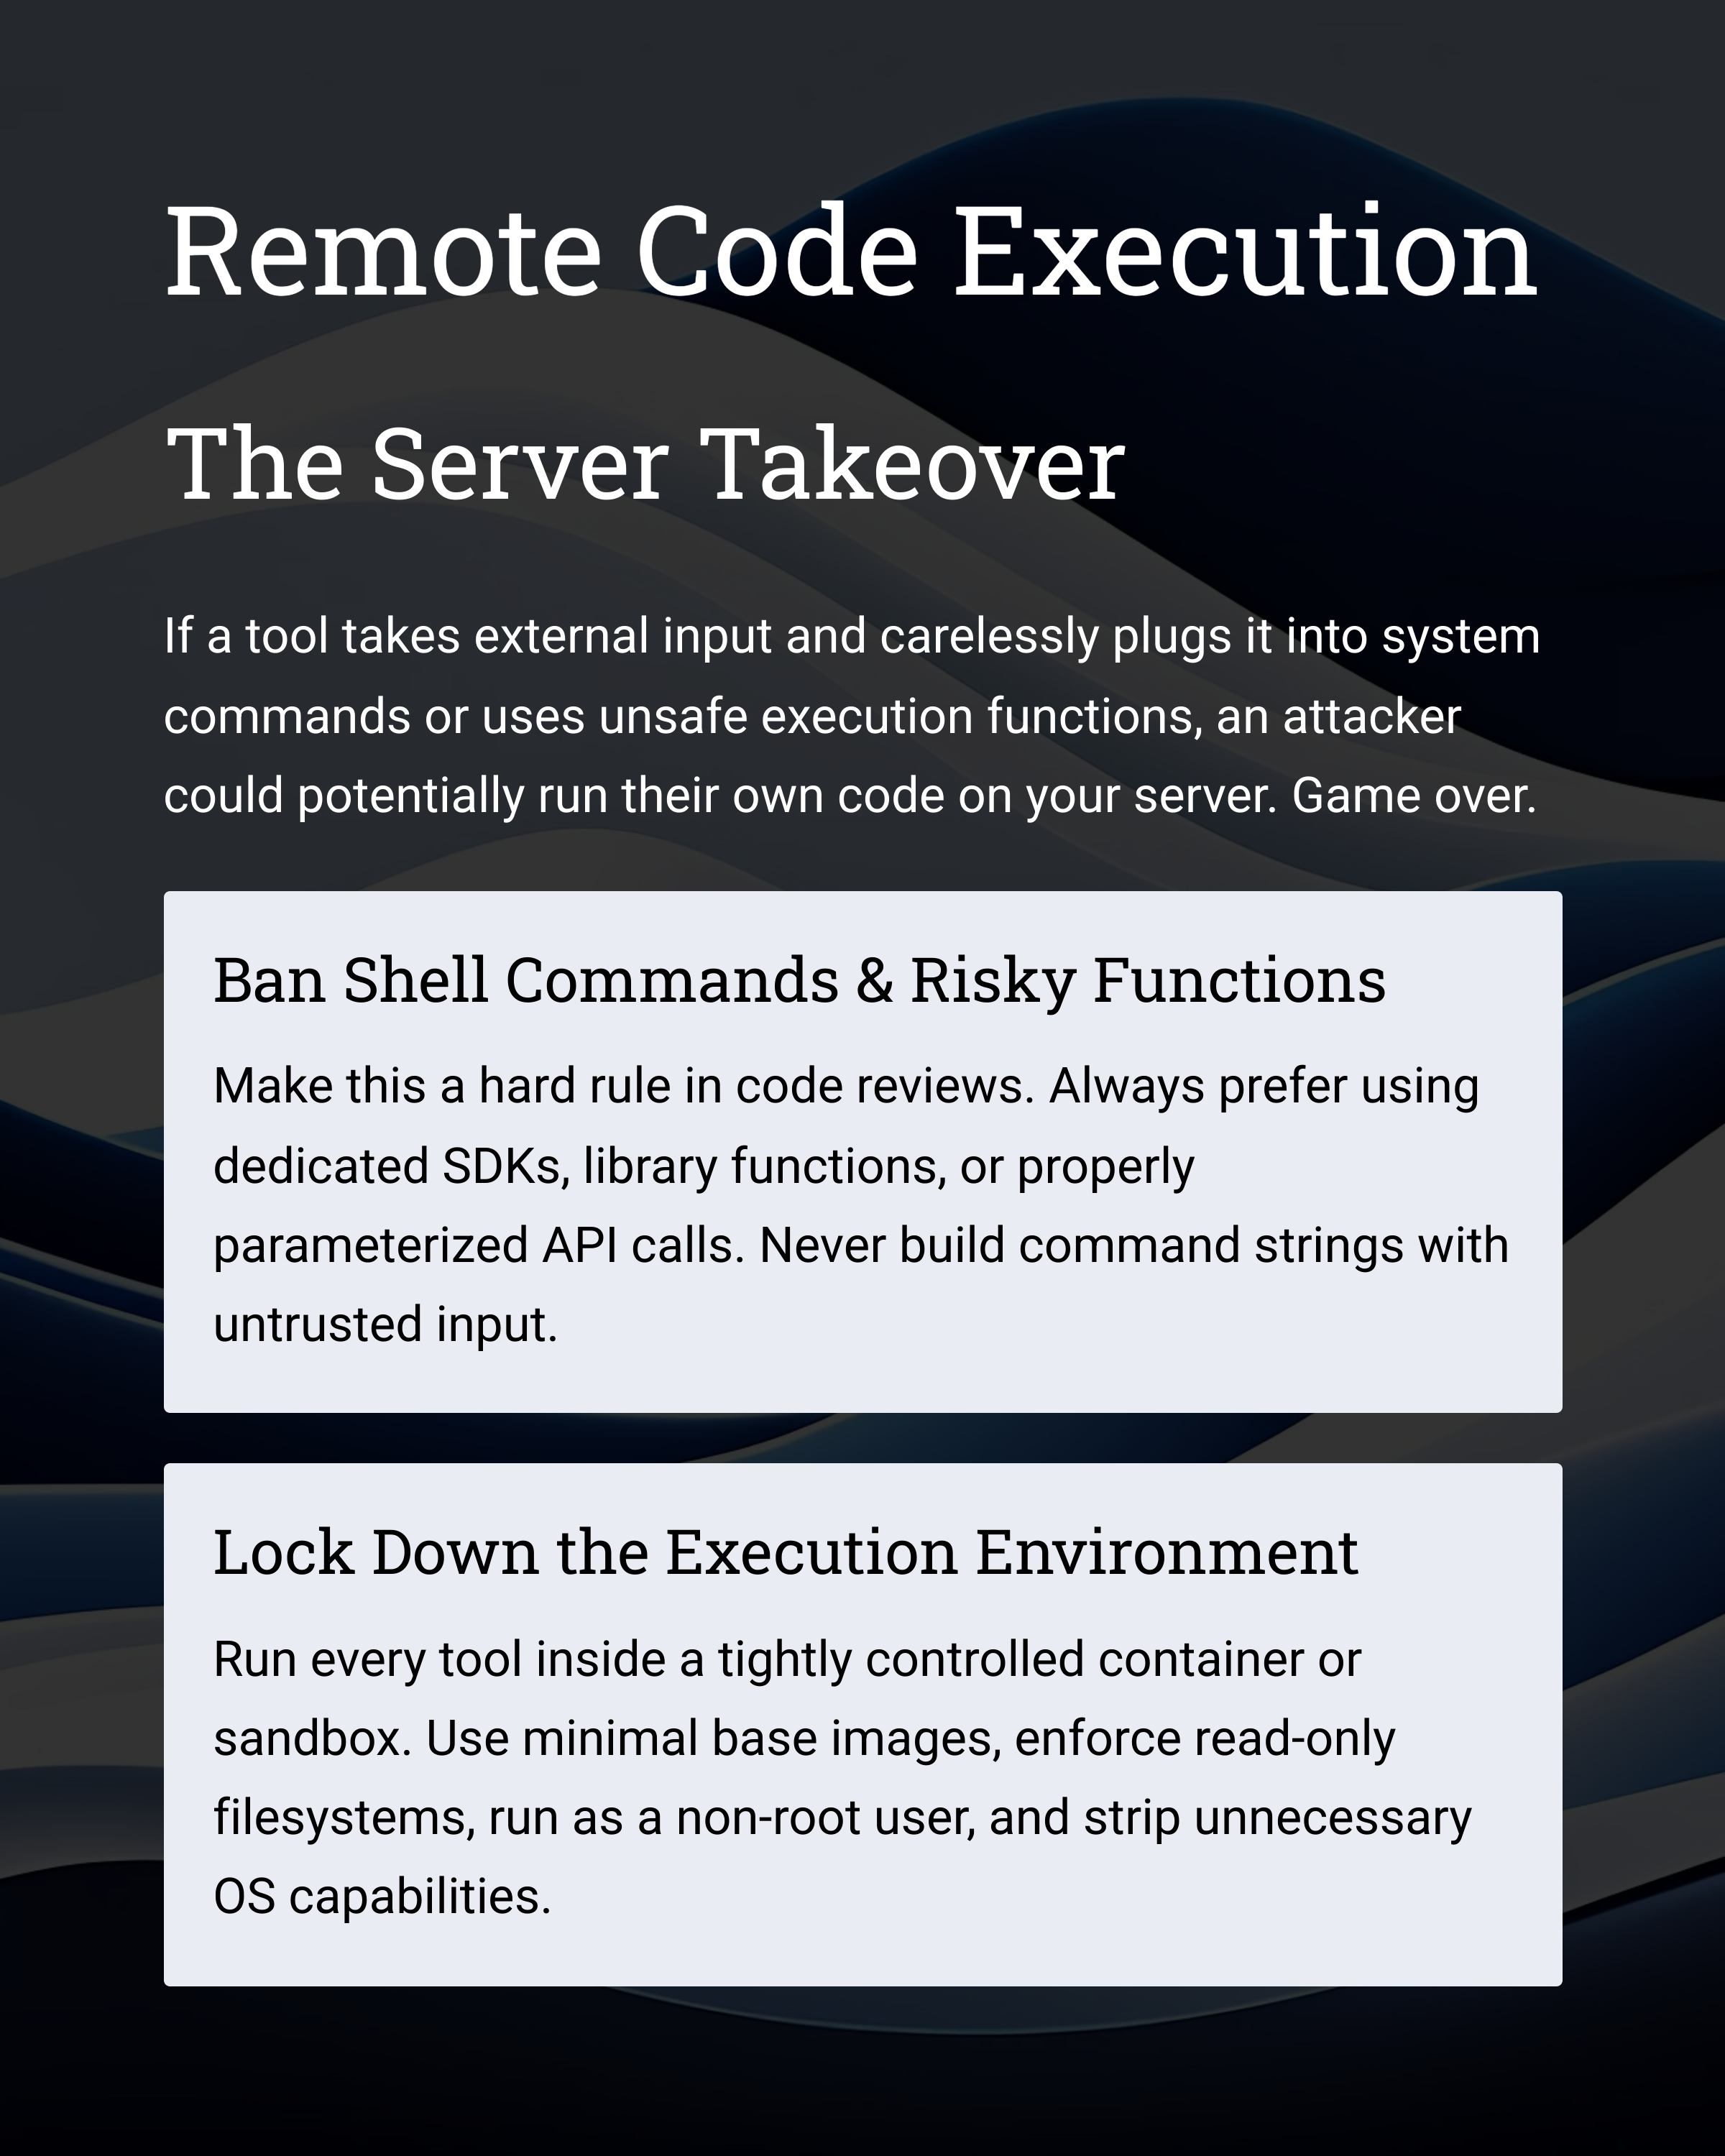 Remote Code Execution
The Server Takeover
If a tool takes external input and carelessly plugs it into system
commands or uses unsafe execution functions, an attacker
could potentially run their own code on your server. Game over.
Ban Shell Commands & Risky Functions
Make this a hard rule in code reviews. Always prefer using
dedicated SDKs, library functions, or properly
parameterized API calls. Never build command strings with
untrusted input.
Lock Down the Execution Environment
Run every tool inside a tightly controlled container or
sandbox. Use minimal base images, enforce read-only
filesystems, run as a non-root user, and strip unnecessary
OS capabilities.